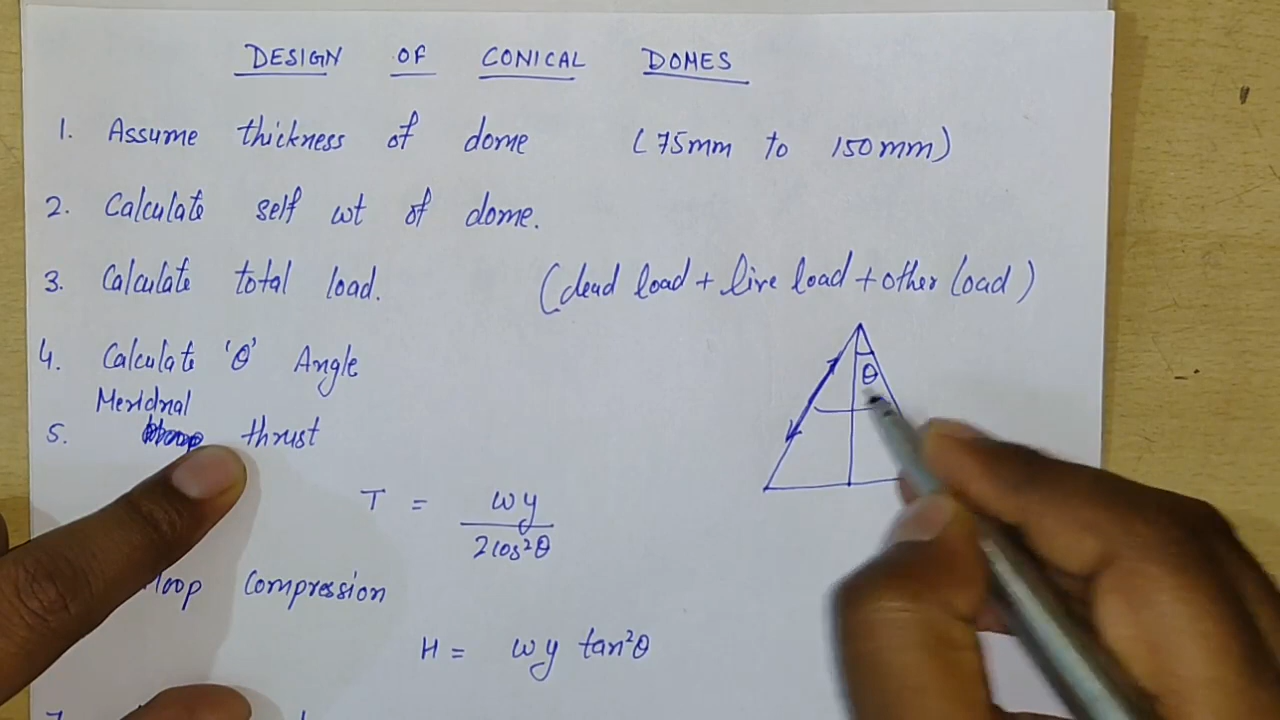 DESIGN OF CONICAL DOMES
1. Assume thickness of dome (75mm to 150mm)
2. Calculate self wt of dome.
3. Calculate total load. (dead load + live load + other load)
4. Calculate 'θ' Angle
Meridnal
5. thrust
θ
T = wy / 2cos²θ
Compression
H = wy tan²θ
7.